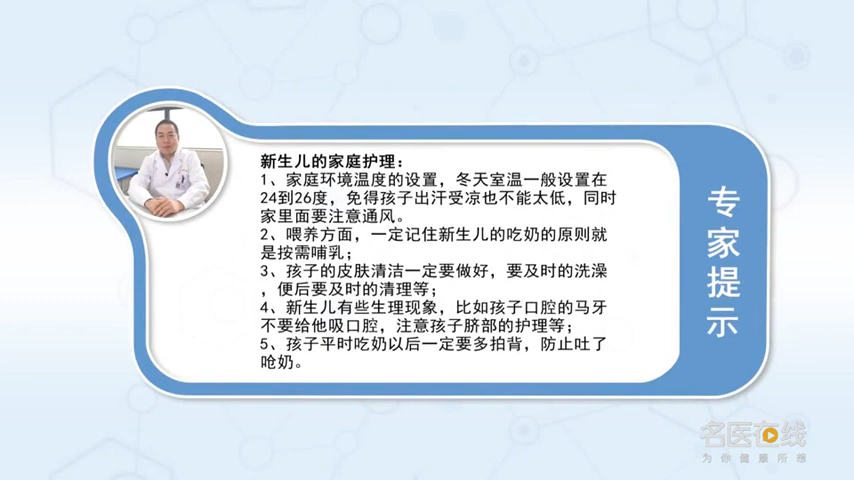 新生儿的家庭护理：
1、家庭环境温度的设置，冬天室温一般设置在
24到26度，免得孩子出汗受凉也不能太低，同时
家里面要注意通风。
2、喂养方面，一定记住新生儿的吃奶的原则就
是按需哺乳；
3、孩子的皮肤清洁一定要做好，要及时的洗澡
，便后要及时的清理等；
4、新生儿有些生理现象，比如孩子口腔的马牙
不要给他吸口腔，注意孩子脐部的护理等；
5、孩子平时吃奶以后一定要多拍背，防止吐了
呛奶。
专家提示
名医在线
为你健康所想